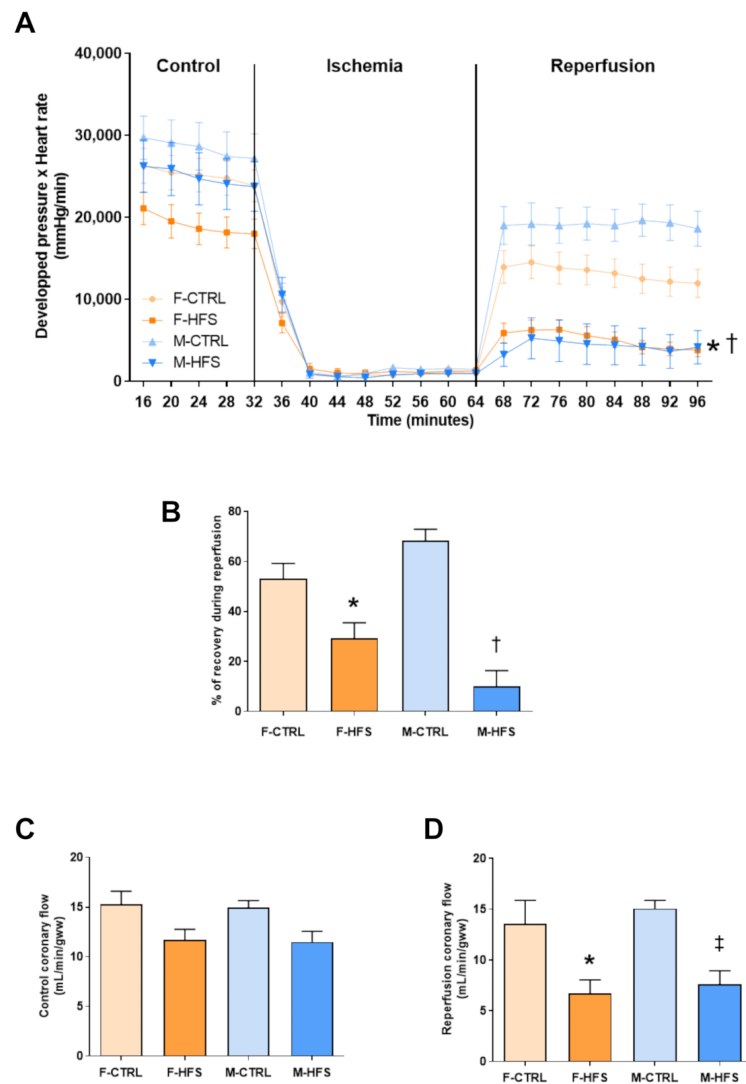 A
40,000
30,000
20,000
10,000
0
Developped pressure x Heart rate
(mmHg/min)
Control
Ischemia
Reperfusion
F-CTRL
F-HFS
M-CTRL
M-HFS
* †
16 20 24 28 32 36 40 44 48 52 56 60 64 68 72 76 80 84 88 92 96
Time (minutes)
B
80
60
40
20
0
% of recovery during reperfusion
*
†
F-CTRL F-HFS M-CTRL M-HFS
C
20
15
10
5
0
Control coronary flow
(mL/min/gww)
F-CTRL F-HFS M-CTRL M-HFS
D
20
15
10
5
0
Reperfusion coronary flow
(mL/min/gww)
*
‡
F-CTRL F-HFS M-CTRL M-HFS